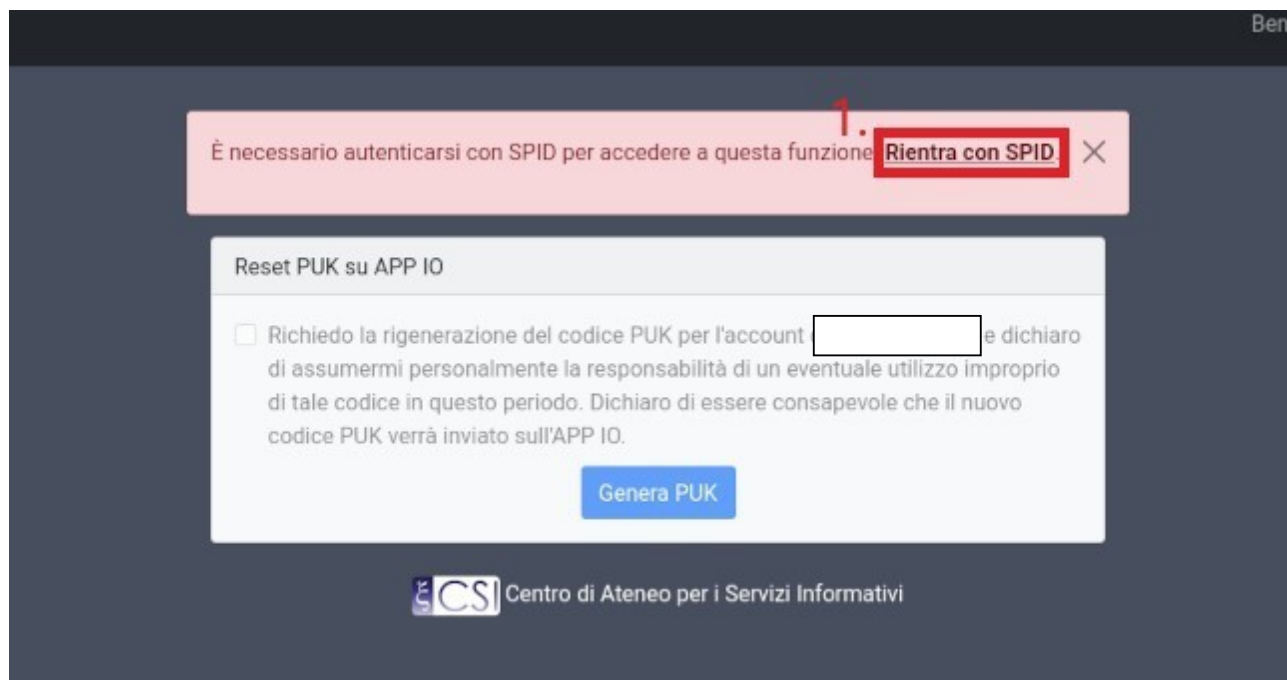 Ben
1.
È necessario autenticarsi con SPID per accedere a questa funzione. Rientra con SPID.
Reset PUK su APP IO
Richiedo la rigenerazione del codice PUK per l'account e dichiaro
di assumermi personalmente la responsabilità di un eventuale utilizzo improprio
di tale codice in questo periodo. Dichiaro di essere consapevole che il nuovo
codice PUK verrà inviato sull'APP IO.
Genera PUK
ξCSI Centro di Ateneo per i Servizi Informativi